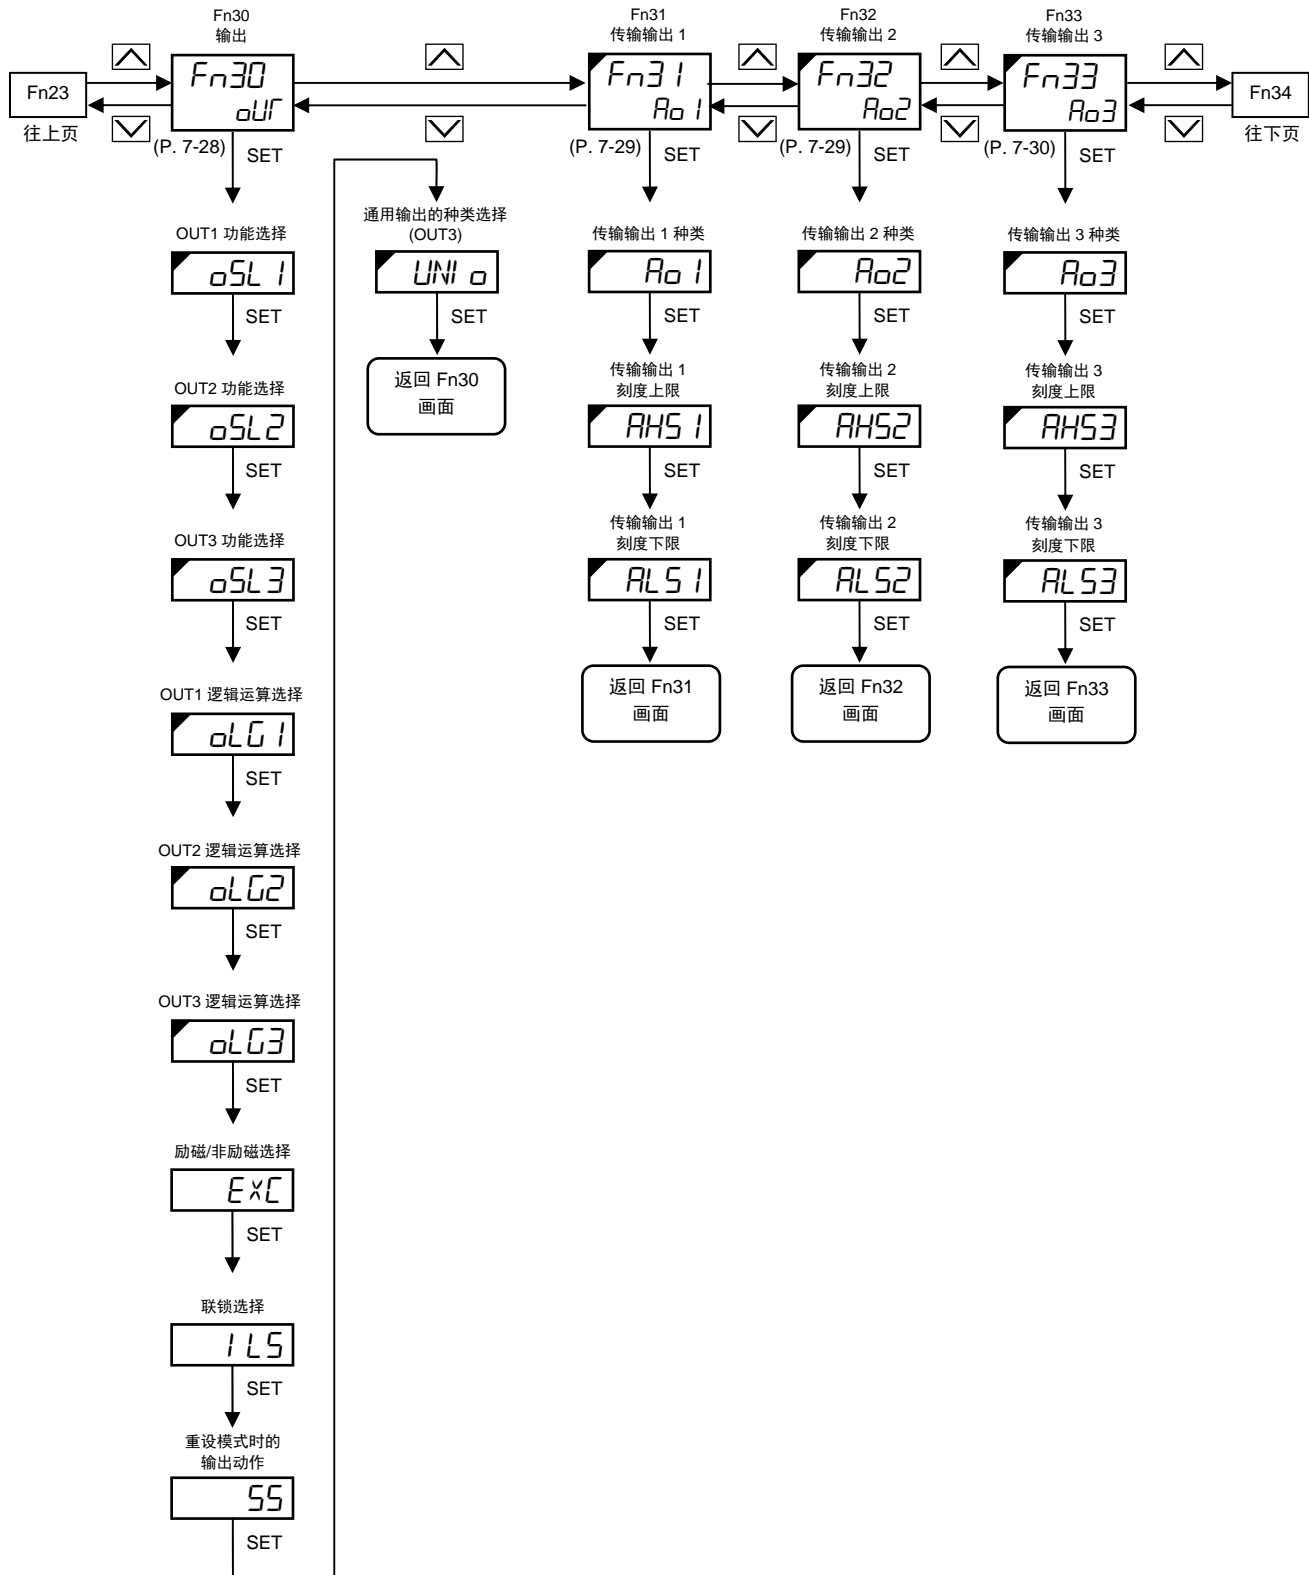 Fn30
输出
Fn30
oUT
(P. 7-28)
SET
Fn23
往上页
Fn31
传输输出 1
Fn31
Ao1
(P. 7-29)
SET
Fn32
传输输出 2
Fn32
Ao2
(P. 7-29)
SET
Fn33
传输输出 3
Fn33
Ao3
(P. 7-30)
SET
Fn34
往下页
OUT1 功能选择
oSL1
SET
OUT2 功能选择
oSL2
SET
OUT3 功能选择
oSL3
SET
OUT1 逻辑运算选择
oLG1
SET
OUT2 逻辑运算选择
oLG2
SET
OUT3 逻辑运算选择
oLG3
SET
励磁/非励磁选择
EXC
SET
联锁选择
ILS
SET
重设模式时的
输出动作
SS
SET
通用输出的种类选择
(OUT3)
UNIo
SET
返回 Fn30
画面
传输输出 1 种类
Ao1
SET
传输输出 1
刻度上限
AHS1
SET
传输输出 1
刻度下限
ALS1
SET
返回 Fn31
画面
传输输出 2 种类
Ao2
SET
传输输出 2
刻度上限
AHS2
SET
传输输出 2
刻度下限
ALS2
SET
返回 Fn32
画面
传输输出 3 种类
Ao3
SET
传输输出 3
刻度上限
AHS3
SET
传输输出 3
刻度下限
ALS3
SET
返回 Fn33
画面